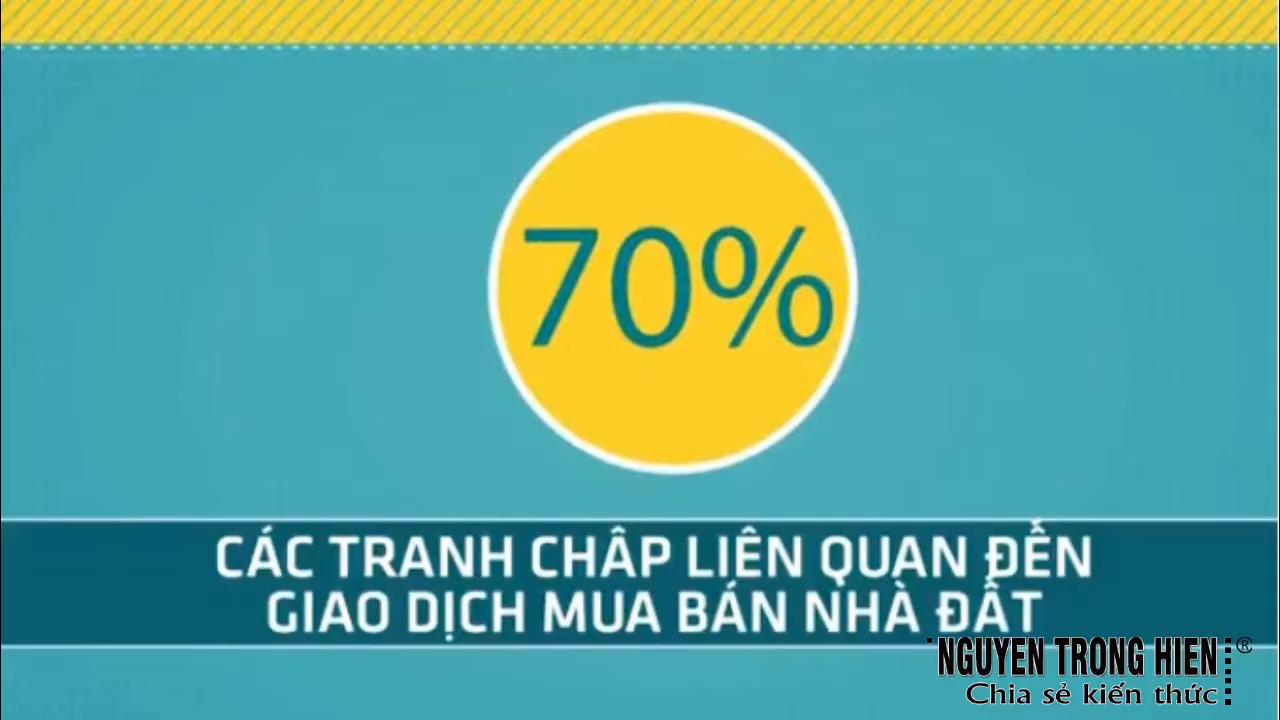 70%
CÁC TRANH CHÂP LIÊN QUAN ĐẾN
GIAO DỊCH MUA BÁN NHÀ ĐẤT
NGUYEN TRONG HIEN ®
Chia sẻ kiến thức